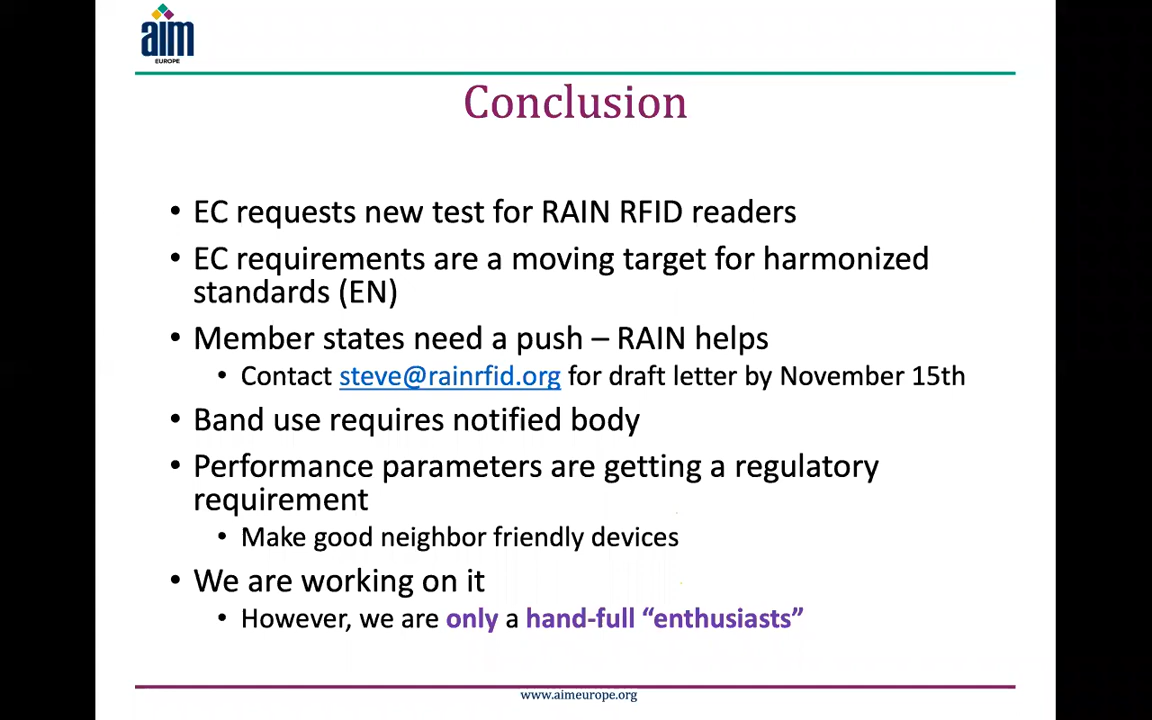 aim
EUROPE
Conclusion
• EC requests new test for RAIN RFID readers
• EC requirements are a moving target for harmonized
standards (EN)
• Member states need a push – RAIN helps
• Contact steve@rainrfid.org for draft letter by November 15th
• Band use requires notified body
• Performance parameters are getting a regulatory
requirement
• Make good neighbor friendly devices
• We are working on it
• However, we are only a hand-full “enthusiasts”
www.aimeurope.org